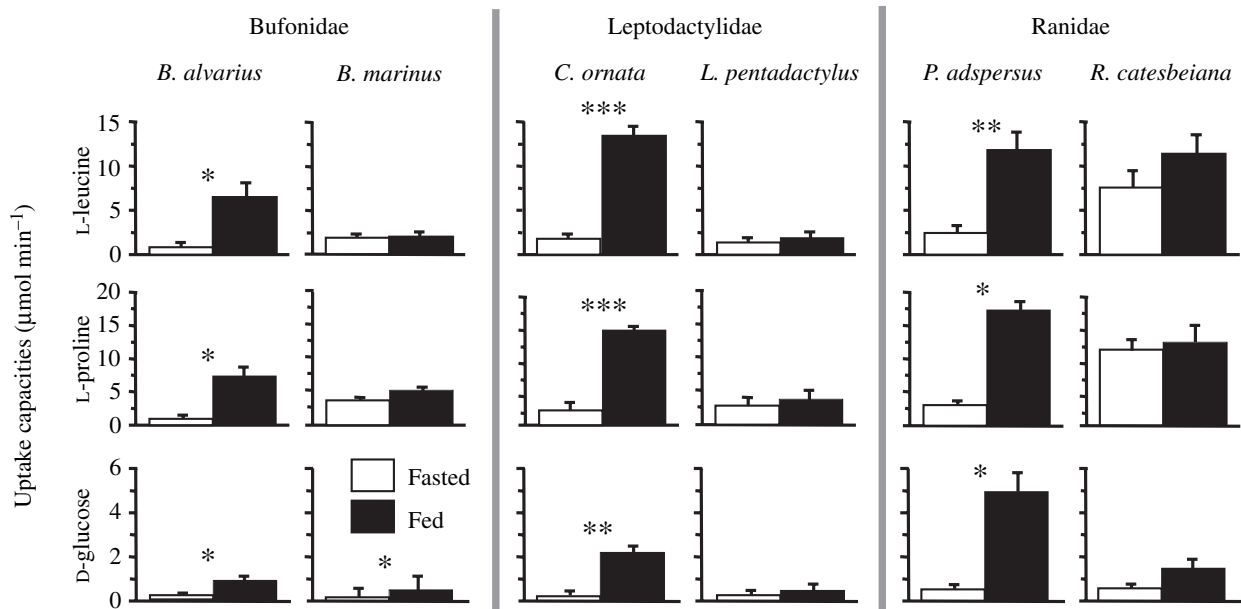 Bufonidae Leptodactylidae Ranidae
B. alvarius B. marinus C. ornata L. pentadactylus P. adspersus R. catesbeiana
Uptake capacities (μmol min−1)
L-leucine
15
10
5
0
*
***
**
L-proline
20
15
10
5
0
*
***
*
D-glucose
6
4
2
0
*
*
**
*
Fasted
Fed